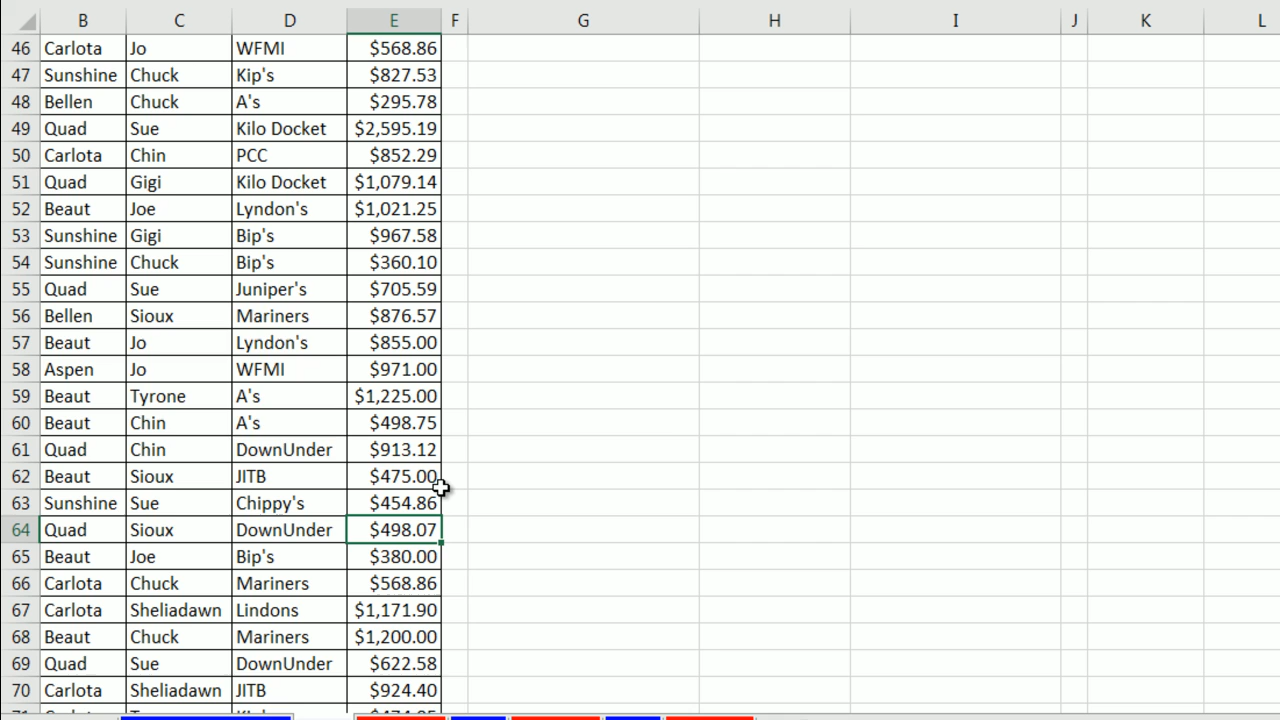 B C D E F G H I J K L
46 Carlota Jo WFMI $568.86
47 Sunshine Chuck Kip's $827.53
48 Bellen Chuck A's $295.78
49 Quad Sue Kilo Docket $2,595.19
50 Carlota Chin PCC $852.29
51 Quad Gigi Kilo Docket $1,079.14
52 Beaut Joe Lyndon's $1,021.25
53 Sunshine Gigi Bip's $967.58
54 Sunshine Chuck Bip's $360.10
55 Quad Sue Juniper's $705.59
56 Bellen Sioux Mariners $876.57
57 Beaut Jo Lyndon's $855.00
58 Aspen Jo WFMI $971.00
59 Beaut Tyrone A's $1,225.00
60 Beaut Chin A's $498.75
61 Quad Chin DownUnder $913.12
62 Beaut Sioux JITB $475.00
63 Sunshine Sue Chippy's $454.86
64 Quad Sioux DownUnder $498.07
65 Beaut Joe Bip's $380.00
66 Carlota Chuck Mariners $568.86
67 Carlota Sheliadawn Lindons $1,171.90
68 Beaut Chuck Mariners $1,200.00
69 Quad Sue DownUnder $622.58
70 Carlota Sheliadawn JITB $924.40